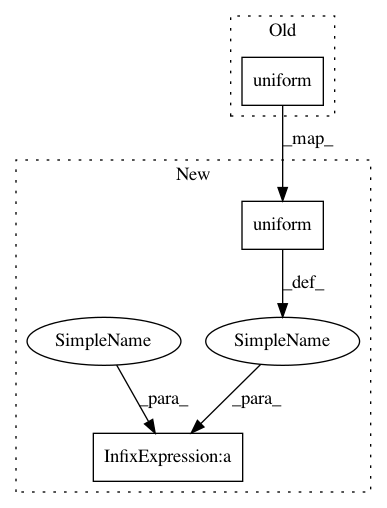 Old
uniform
_map_
New
uniform
_def_
SimpleName
SimpleName
_para_
_para_
InfixExpression:a